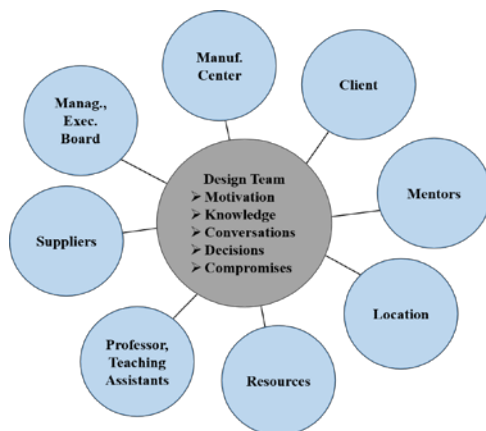 Manuf.
Center
Client
Manag.,
Exec.
Board
Design Team
➢ Motivation
➢ Knowledge
➢ Conversations
➢ Decisions
➢ Compromises
Mentors
Suppliers
Location
Professor,
Teaching
Assistants
Resources